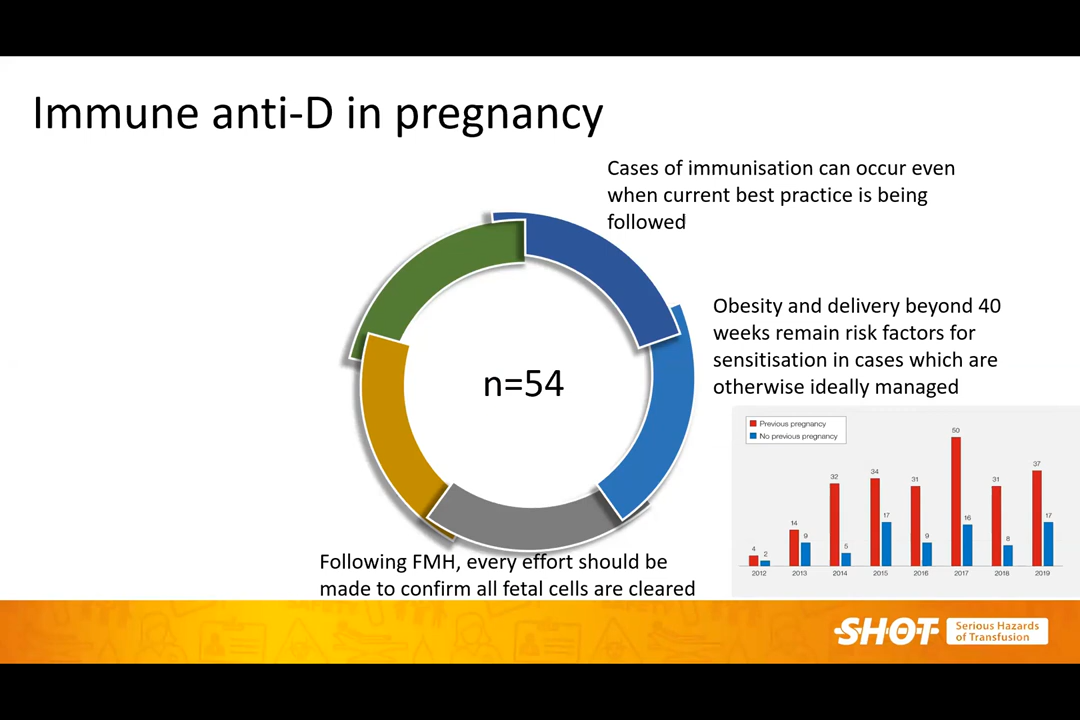 Immune anti-D in pregnancy
Cases of immunisation can occur even
when current best practice is being
followed
Obesity and delivery beyond 40
weeks remain risk factors for
sensitisation in cases which are
otherwise ideally managed
n=54
Previous pregnancy
No previous pregnancy
4 2 14 9 32 5 34 17 31 9 50 16 31 8 37 17
2012 2013 2014 2015 2016 2017 2018 2019
Following FMH, every effort should be
made to confirm all fetal cells are cleared
SHOT
Serious Hazards
of Transfusion